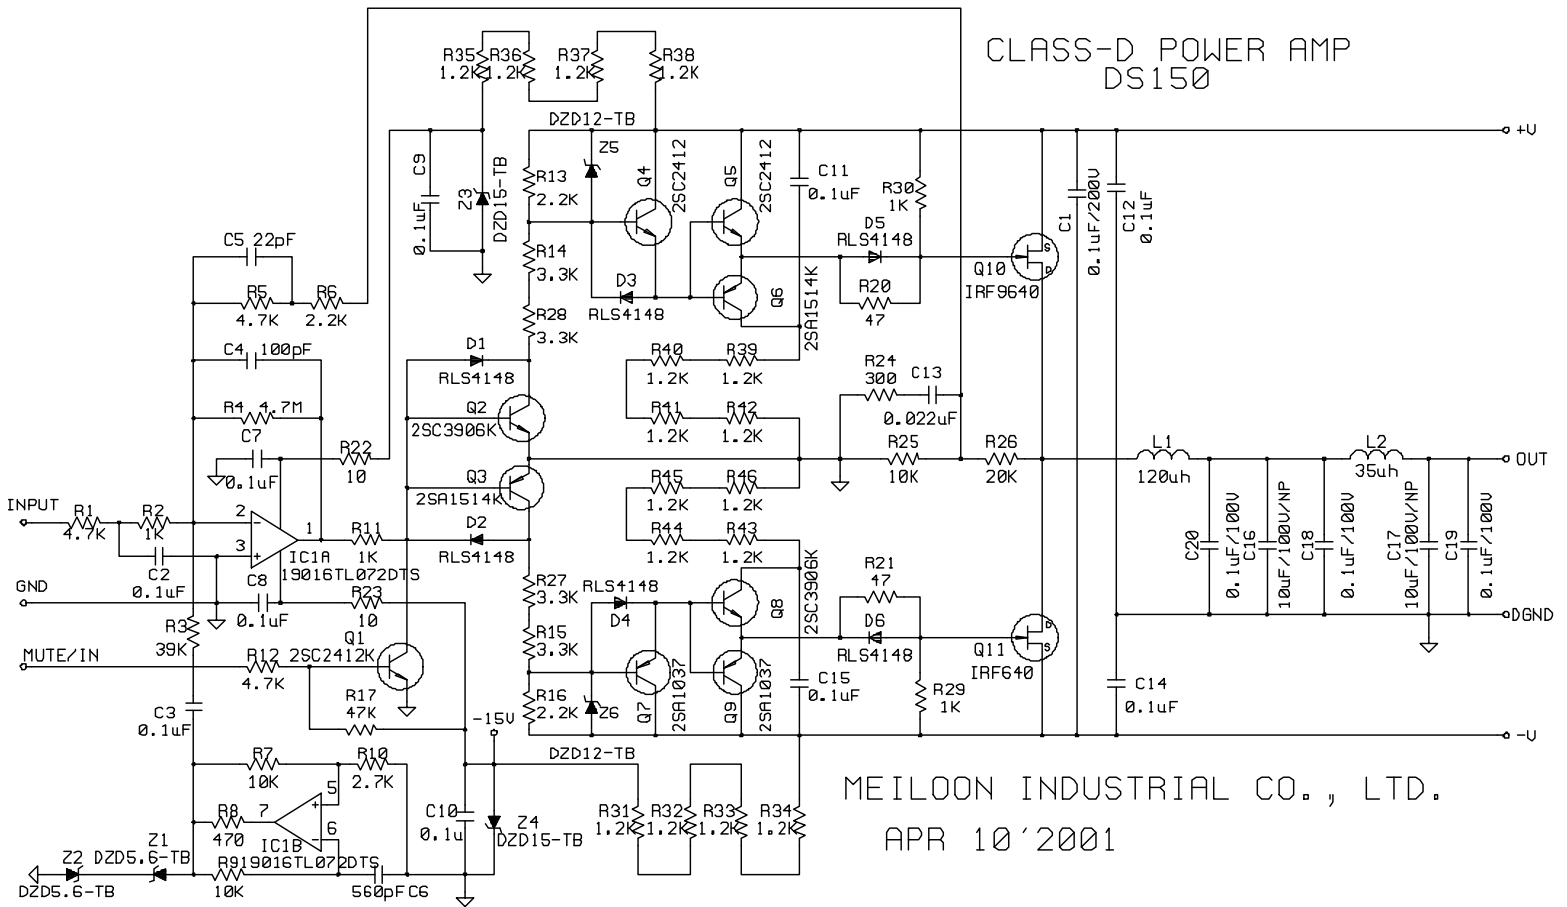 CLASS-D POWER AMP
DS150
R35
1.2K
R36
1.2K
R37
1.2K
R38
1.2K
DZD12-TB
+V
C9
0.1uF
Z3
DZD15-TB
R13
2.2K
Z5
Q4
2SC2412
Q5
2SC2412
C11
0.1uF
R30
1K
C1
0.1uF/200V
C12
0.1uF
C5 22pF
R5
4.7K
R6
2.2K
R14
3.3K
D3
RLS4148
R28
3.3K
Q6
2SA1514K
D5
RLS4148
R20
47
Q10
IRF9640
S
D
C4
100pF
D1
RLS4148
R40
1.2K
R39
1.2K
R24
300
C13
0.022uF
R4 4.7M
Q2
2SC3906K
R41
1.2K
R42
1.2K
C7
0.1uF
R22
10
R25
10K
R26
20K
L1
120uh
L2
35uh
OUT
Q3
2SA1514K
R45
1.2K
R46
1.2K
INPUT
R1
4.7K
R2
1K
2
3
1
IC1A
19016TL072DTS
R11
1K
D2
RLS4148
R44
1.2K
R43
1.2K
C20
0.1uF/100V
C16
10uF/100V/NP
C18
0.1uF/100V
C17
10uF/100V/NP
C19
0.1uF/100V
C2
0.1uF
GND
C8
0.1uF
R23
10
R27
3.3K
RLS4148
D4
Q8
2SC3906K
R21
47
D6
RLS4148
DGND
R3
39K
Q1
2SC2412K
R15
3.3K
Q11
IRF640
D
S
MUTE/IN
R12
4.7K
R17
47K
R16
2.2K
Z6
Q7
2SA1037
Q9
2SA1037
C15
0.1uF
R29
1K
C14
0.1uF
C3
0.1uF
-15V
DZD12-TB
-V
R7
10K
R10
2.7K
5
6
7
R8
470
IC1B
19016TL072DTS
C10
0.1u
Z4
DZD15-TB
R31
1.2K
R32
1.2K
R33
1.2K
R34
1.2K
MEILOON INDUSTRIAL CO., LTD.
APR 10'2001
Z2
DZD5.6-TB
Z1
DZD5.6-TB
R9
10K
560pF C6